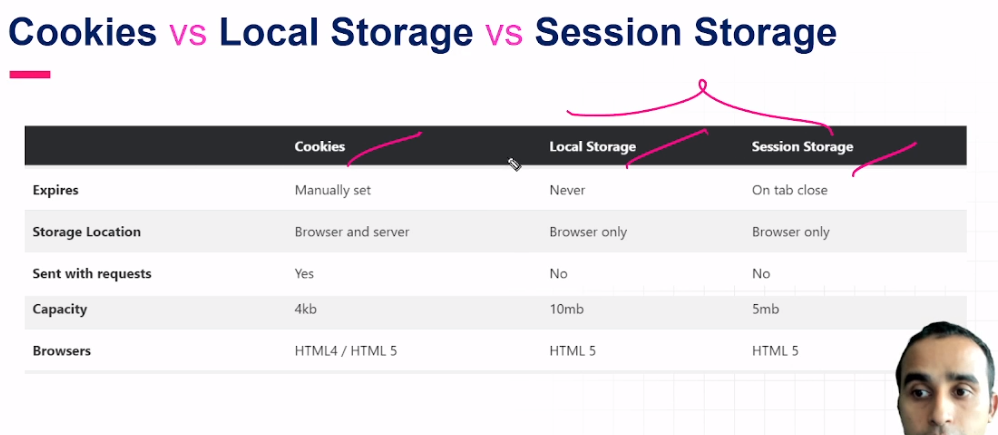 Cookies vs Local Storage vs Session Storage
Cookies Local Storage Session Storage
Expires Manually set Never On tab close
Storage Location Browser and server Browser only Browser only
Sent with requests Yes No No
Capacity 4kb 10mb 5mb
Browsers HTML4 / HTML 5 HTML 5 HTML 5